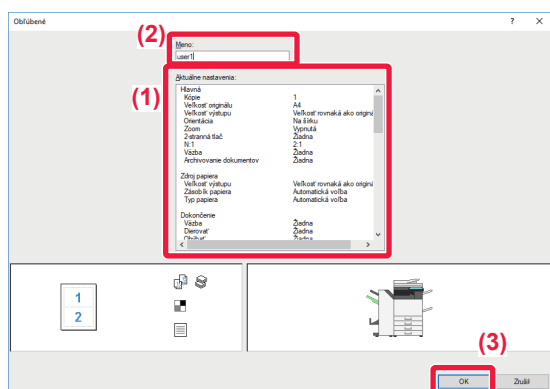 Obľúbené ? ×
(2)
Meno:
user1
(1)
Aktuálne nastavenia:
Hlavná
Kópie 1
Veľkosť originálu A4
Veľkosť výstupu Veľkosť rovnaká ako originá
Orientácia Na šírku
Zoom Vypnutá
2-stranná tlač Žiadna
N:1 2:1
Väzba Žiadna
Archivovanie dokumentov Žiadna
Zdroj papiera
Veľkosť výstupu Veľkosť rovnaká ako originá
Zásobík papiera Automatická voľba
Typ papiera Automatická voľba
Dokončenie
Väzba Žiadna
Dierovať Žiadna
Ohýbať Žiadna
1
2
(3)
OK Zrušiť